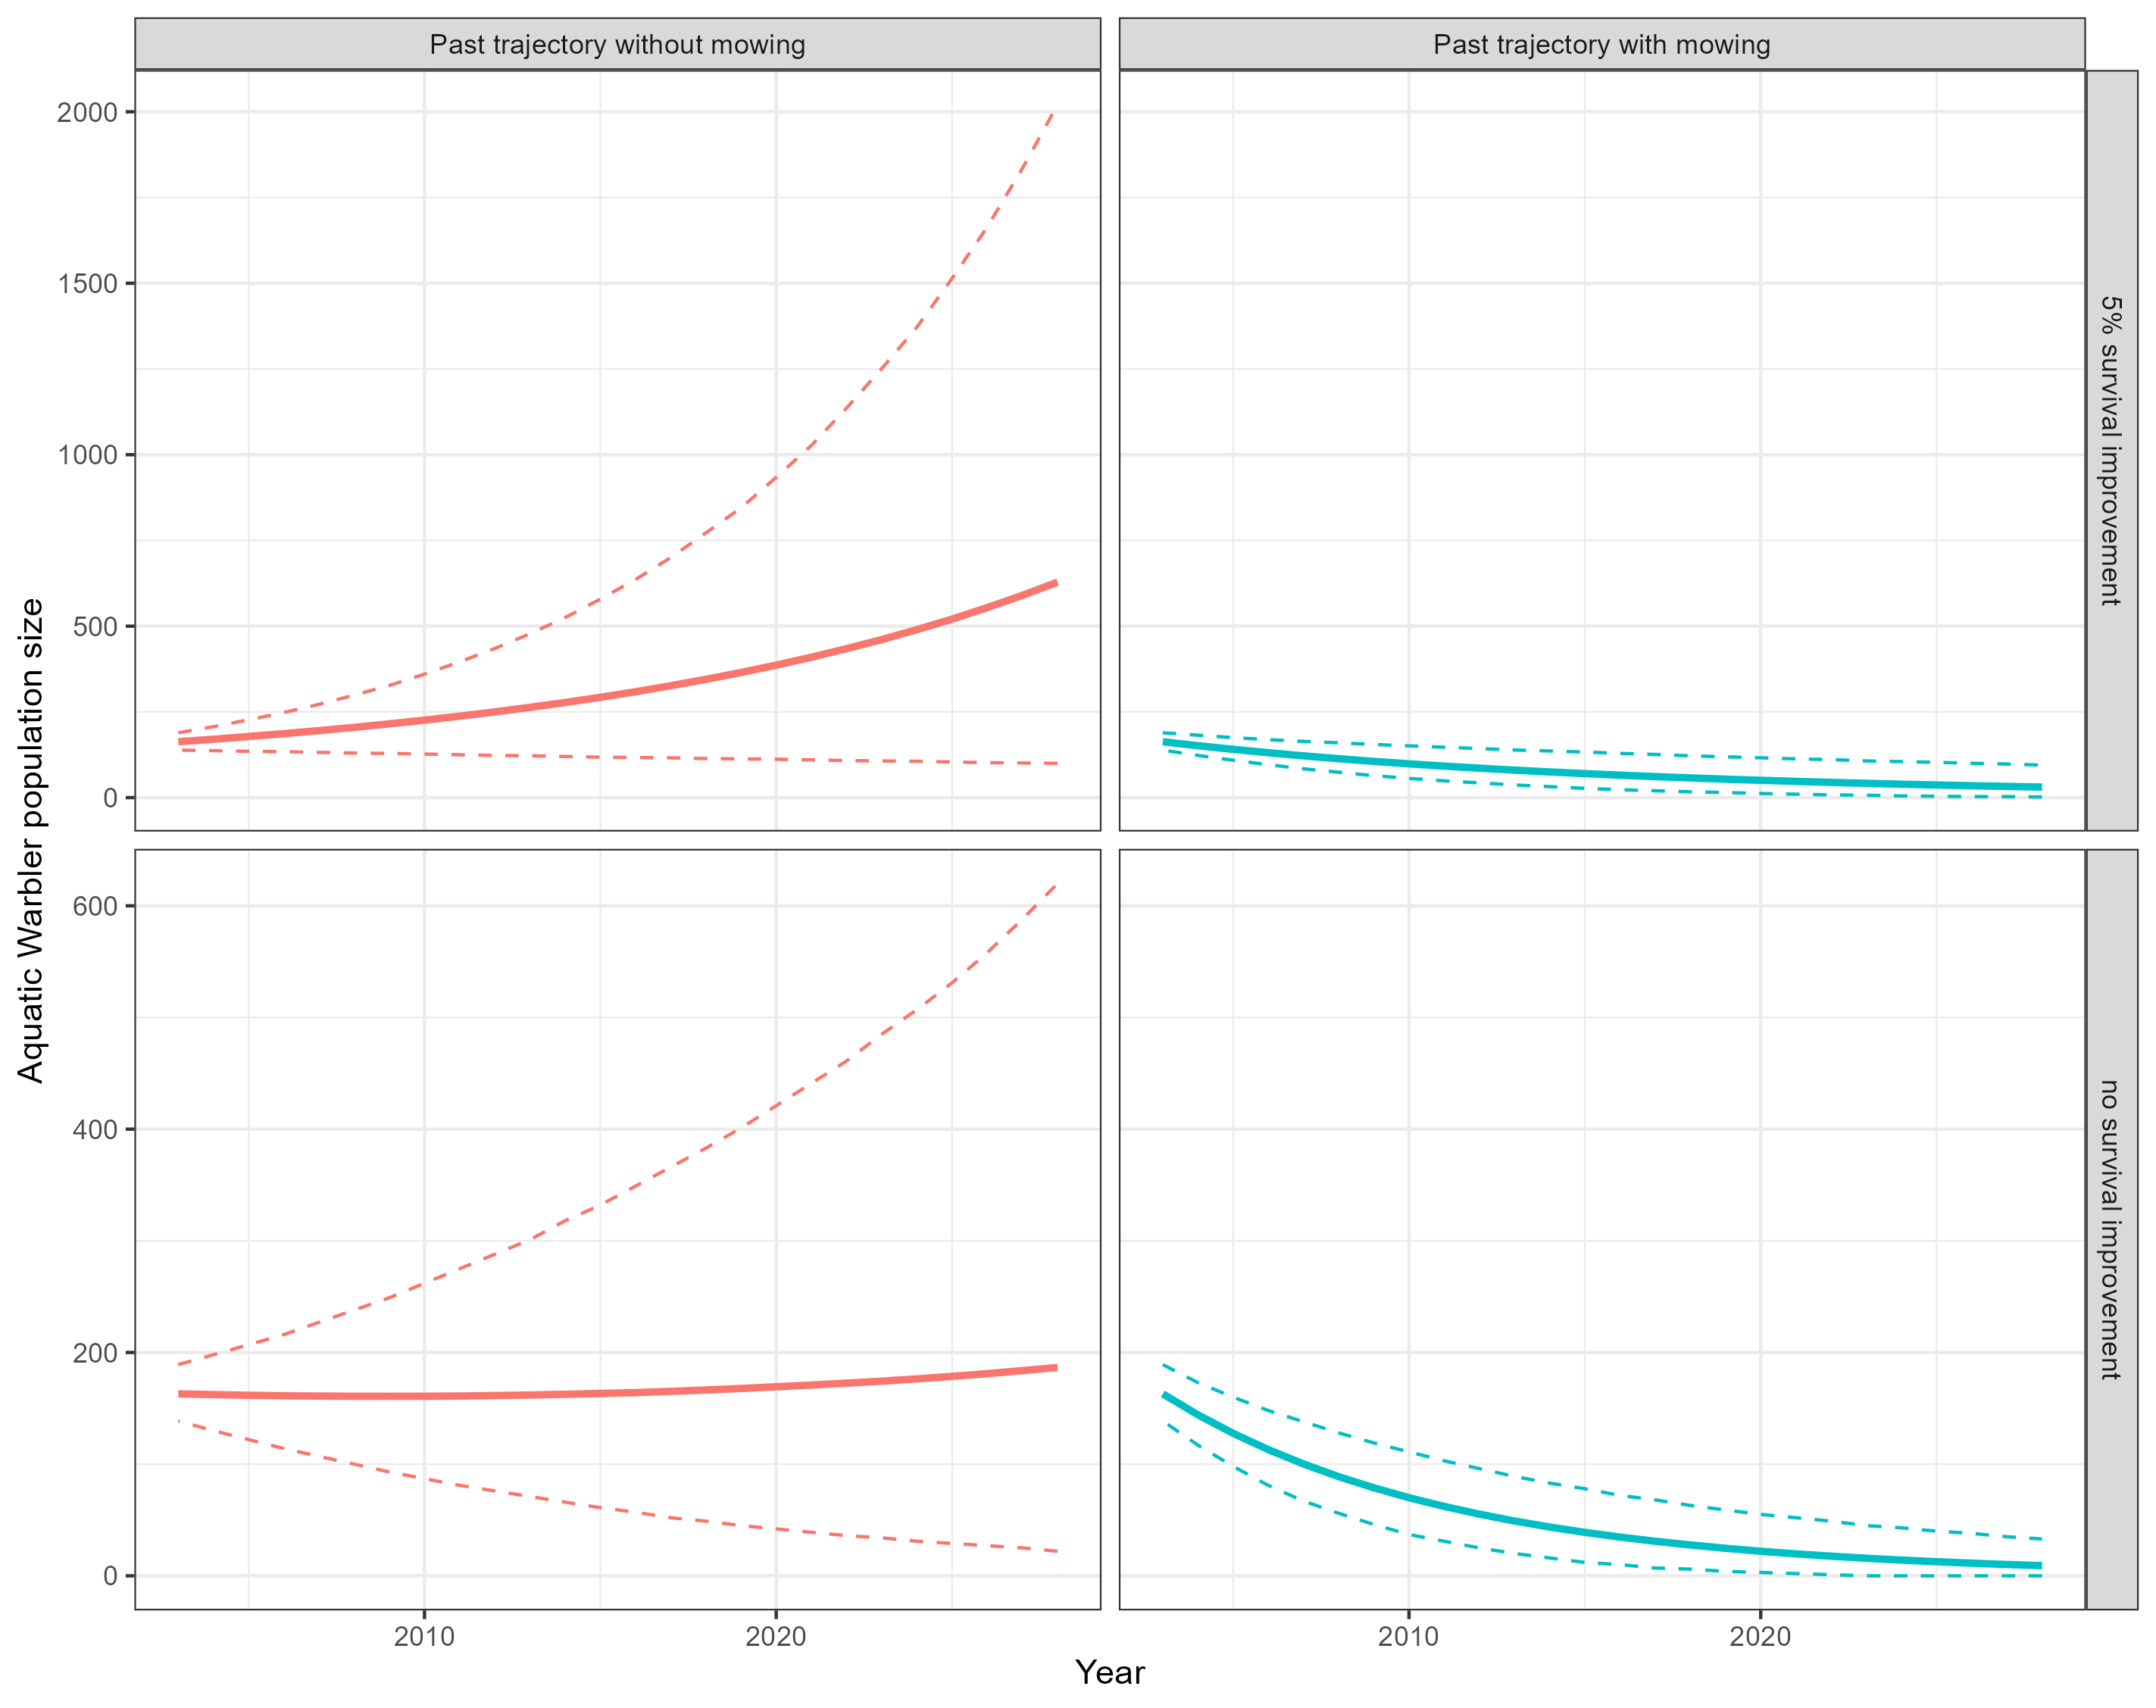 Past trajectory without mowing
Past trajectory with mowing
2000
1500
1000
500
0
5% survival improvement
Aquatic Warbler population size
600
400
200
0
no survival improvement
2010
2020
2010
2020
Year